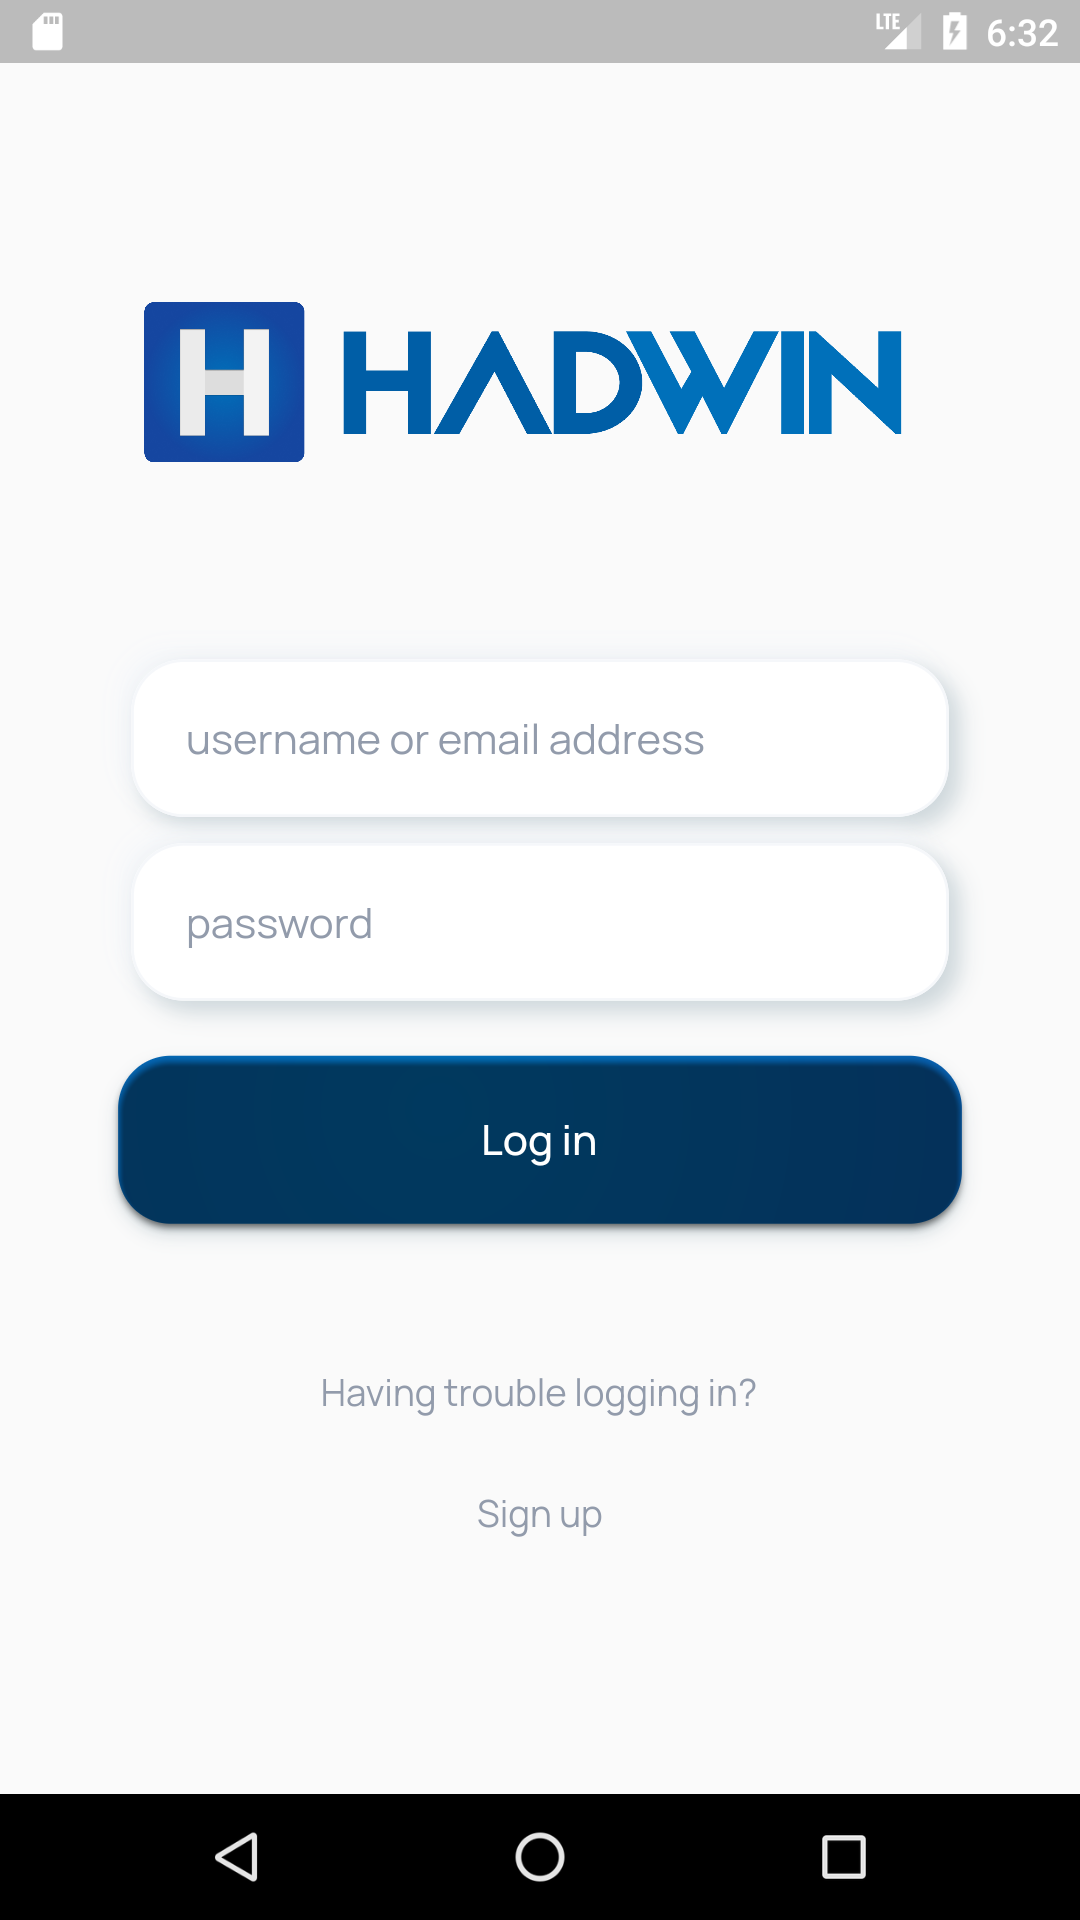 LTE 6:32
H HADWIN
username or email address
password
Log in
Having trouble logging in?
Sign up